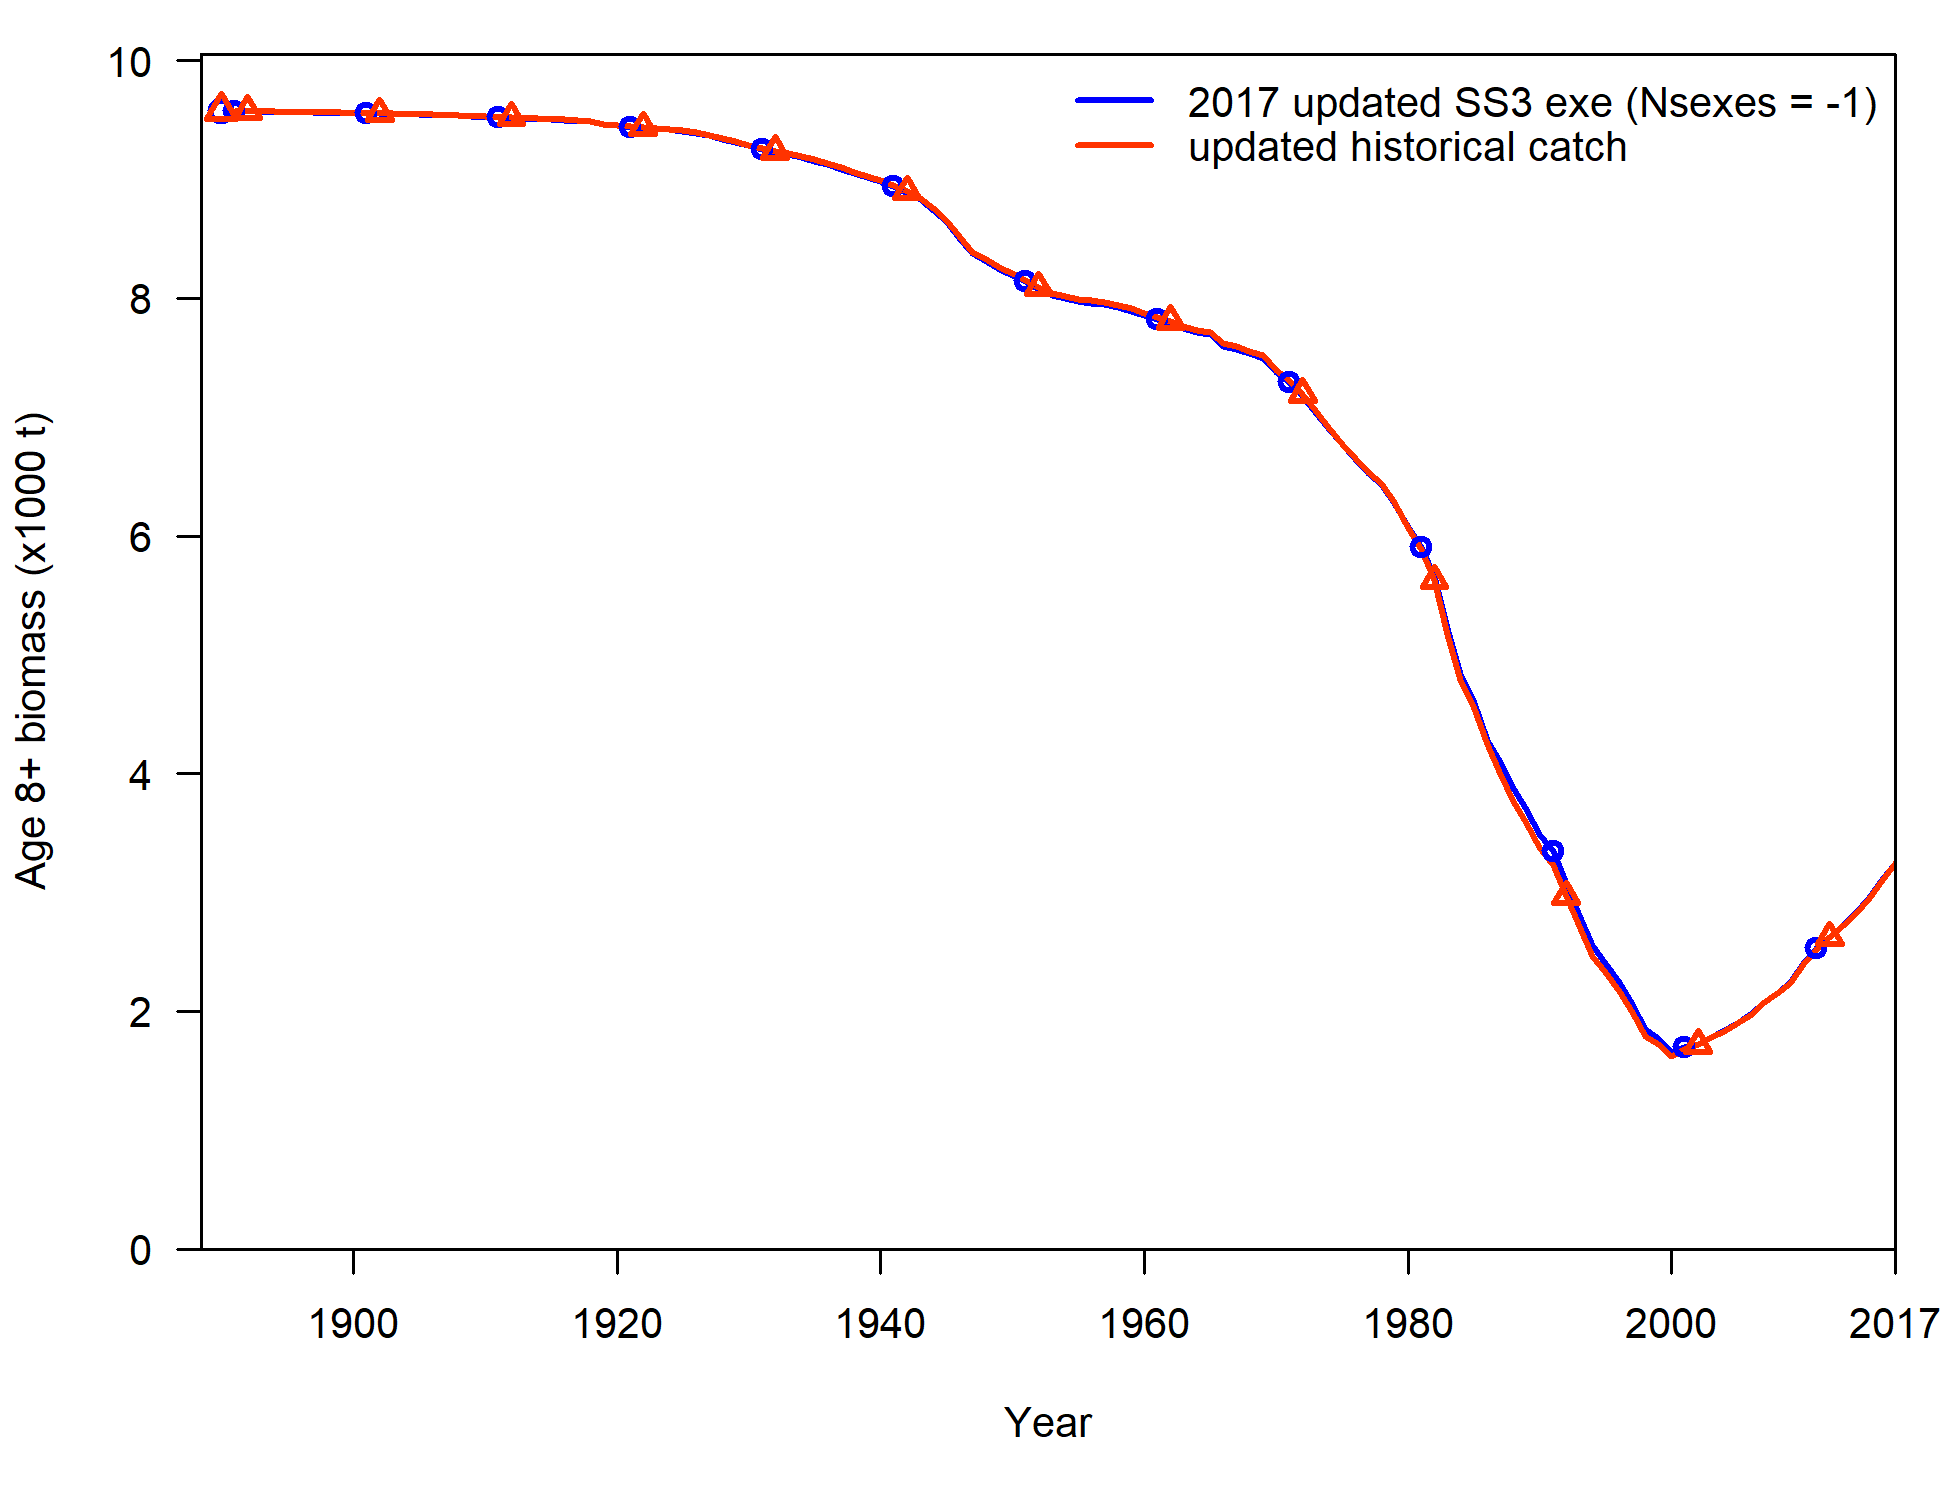 10
8
6
4
2
0
Age 8+ biomass (x1000 t)
2017 updated SS3 exe (Nsexes = -1)
updated historical catch
1900 1920 1940 1960 1980 2000 2017
Year